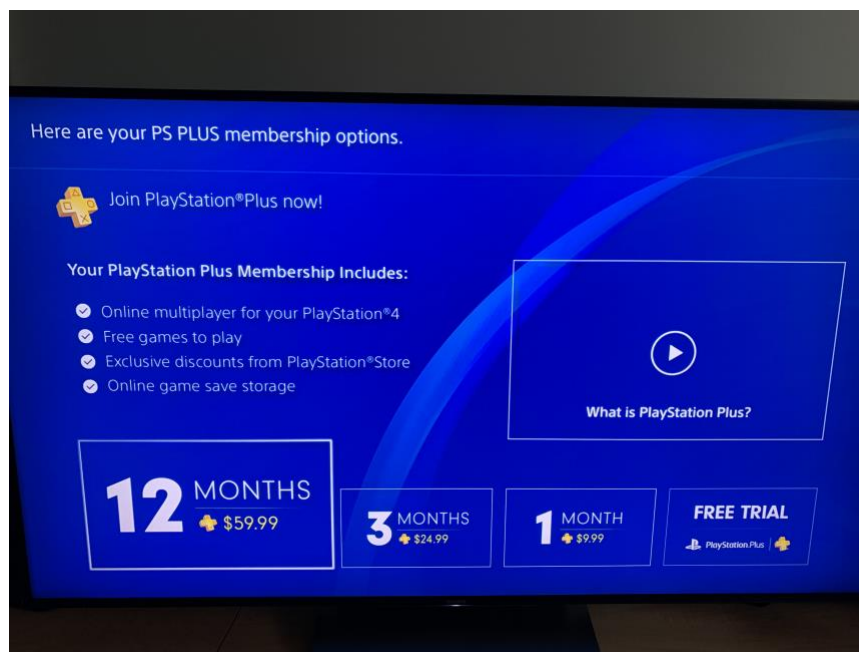 Here are your PS PLUS membership options.
Join PlayStation®Plus now!
Your PlayStation Plus Membership Includes:
Online multiplayer for your PlayStation®4
Free games to play
Exclusive discounts from PlayStation®Store
Online game save storage
What is PlayStation Plus?
12 MONTHS
$59.99
3 MONTHS
$24.99
1 MONTH
$9.99
FREE TRIAL
PlayStation.Plus